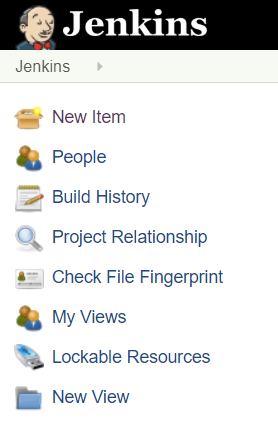 Jenkins
Jenkins
New Item
People
Build History
Project Relationship
Check File Fingerprint
My Views
Lockable Resources
New View